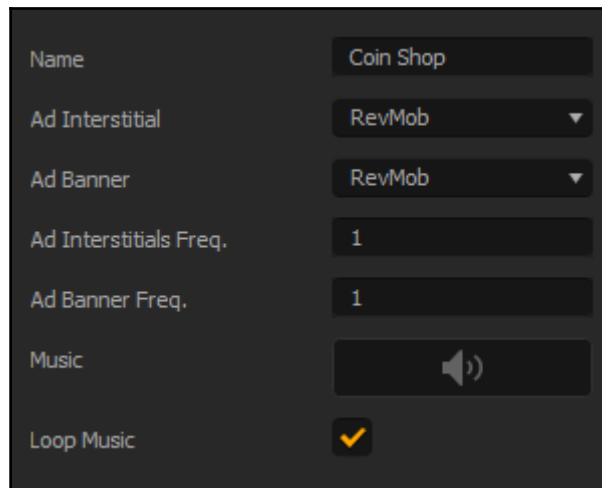 Name Coin Shop
Ad Interstitial RevMob
Ad Banner RevMob
Ad Interstitials Freq. 1
Ad Banner Freq. 1
Music
Loop Music